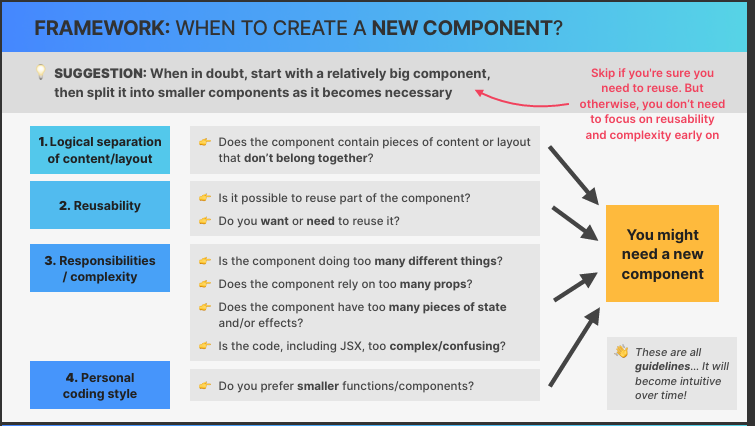 FRAMEWORK: WHEN TO CREATE A NEW COMPONENT?
SUGGESTION: When in doubt, start with a relatively big component,
then split it into smaller components as it becomes necessary
Skip if you're sure you
need to reuse. But
otherwise, you don't need
to focus on reusability
and complexity early on
1. Logical separation
of content/layout
Does the component contain pieces of content or layout
that don't belong together?
2. Reusability
Is it possible to reuse part of the component?
Do you want or need to reuse it?
3. Responsibilities
/ complexity
Is the component doing too many different things?
Does the component rely on too many props?
Does the component have too many pieces of state
and/or effects?
Is the code, including JSX, too complex/confusing?
4. Personal
coding style
Do you prefer smaller functions/components?
You might
need a new
component
These are all
guidelines... It will
become intuitive
over time!